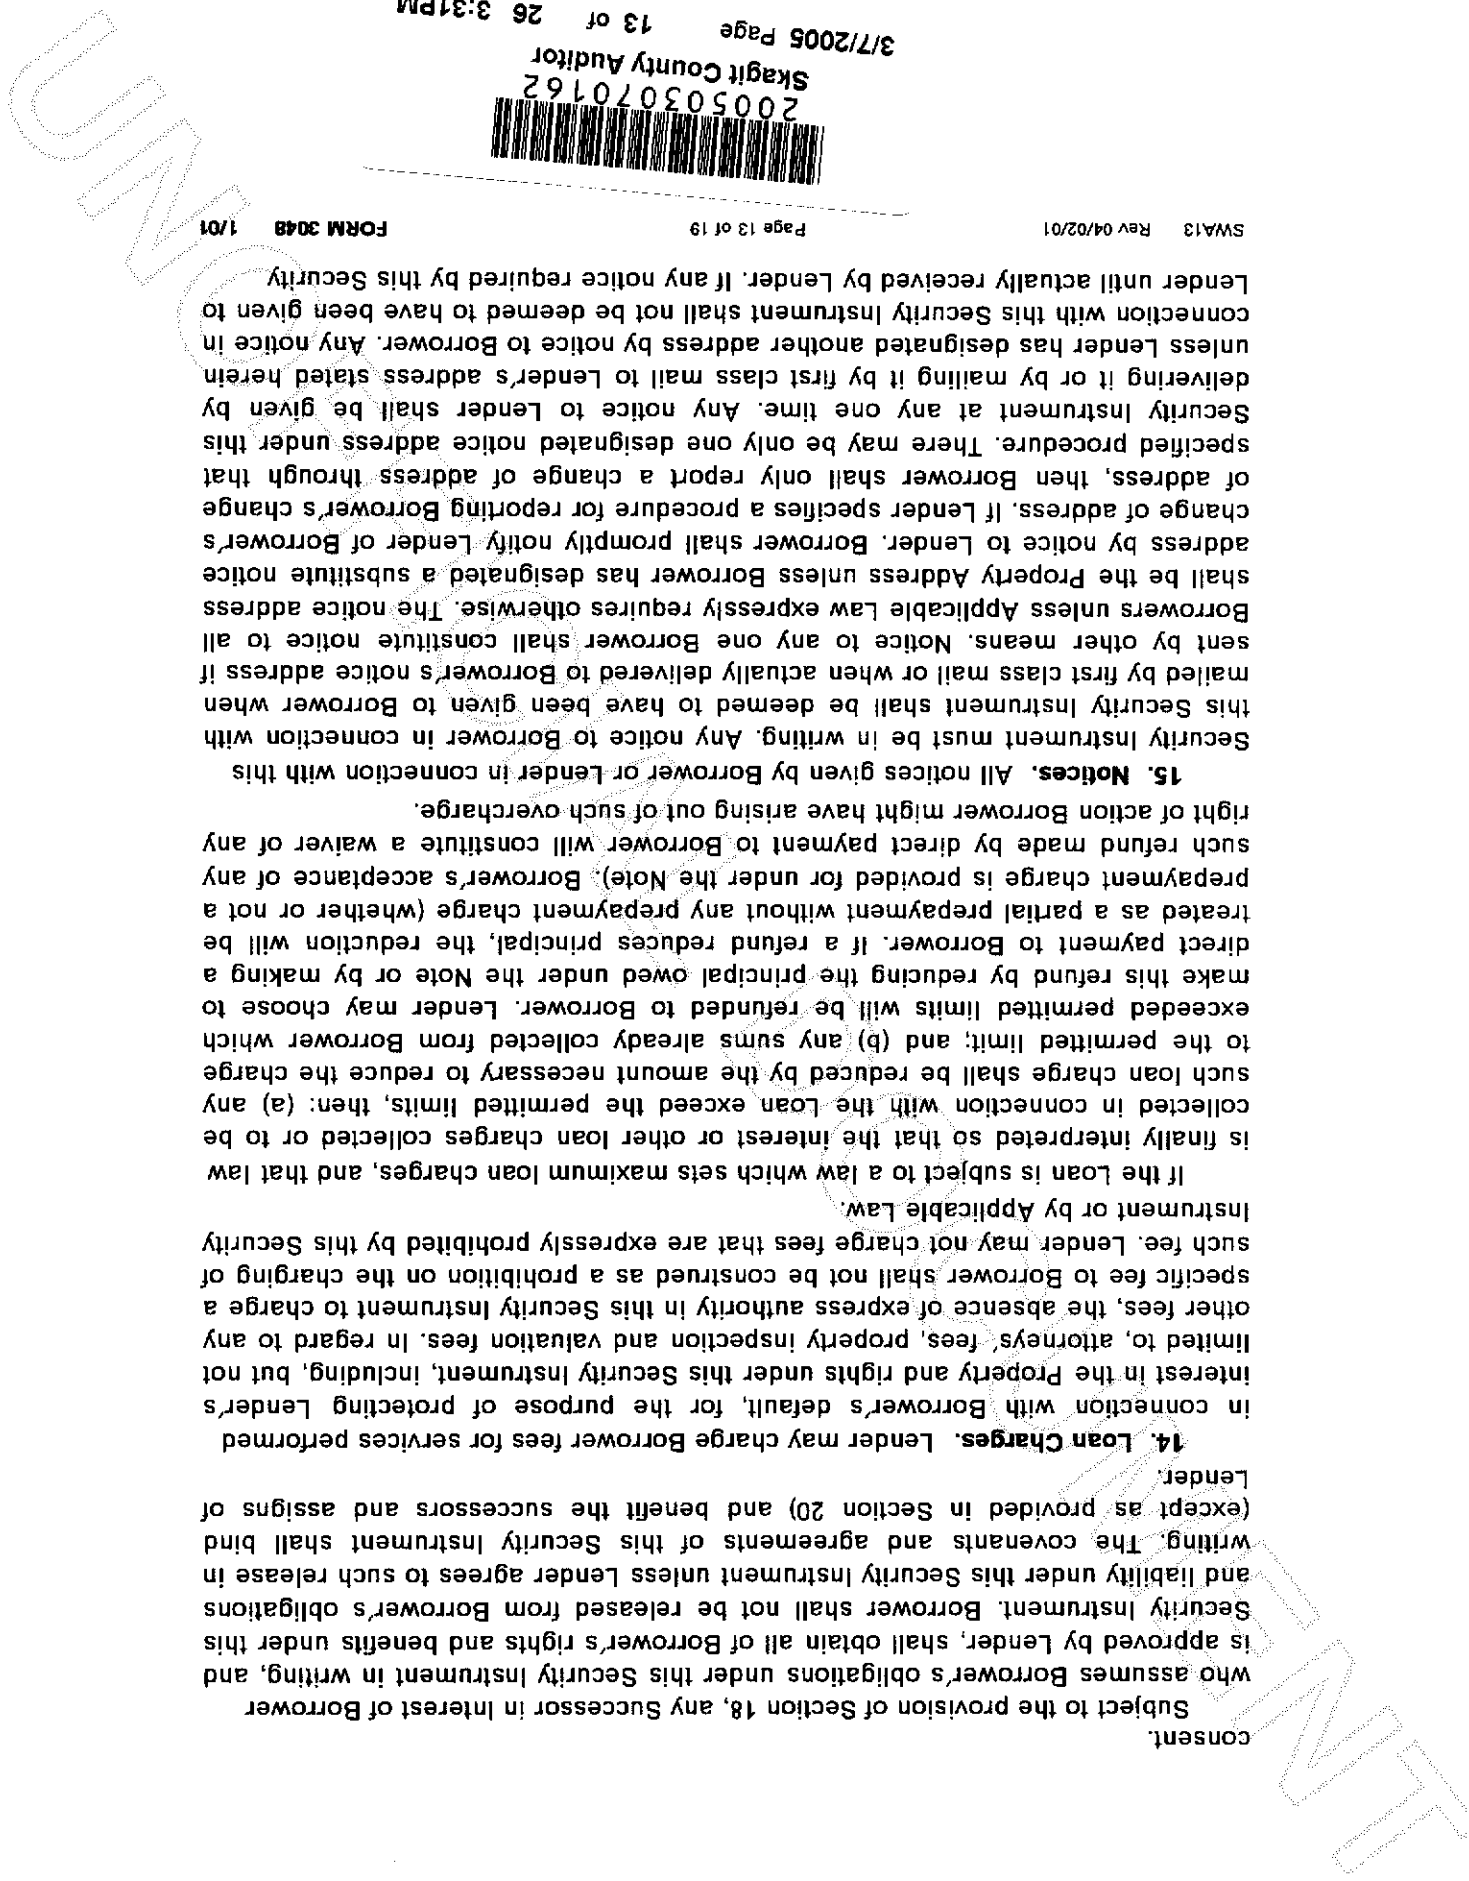 consent.
Subject to the provision of Section 18, any Successor in Interest of Borrower
who assumes Borrower's obligations under this Security Instrument in writing, and
is approved by Lender, shall obtain all of Borrower's rights and benefits under this
Security Instrument. Borrower shall not be released from Borrower's obligations
and liability under this Security Instrument unless Lender agrees to such release in
writing. The covenants and agreements of this Security Instrument shall bind
(except as provided in Section 20) and benefit the successors and assigns of
Lender.
14. Loan Charges. Lender may charge Borrower fees for services performed
in connection with Borrower's default, for the purpose of protecting Lender's
interest in the Property and rights under this Security Instrument, including, but not
limited to, attorneys' fees, property inspection and valuation fees. In regard to any
other fees, the absence of express authority in this Security Instrument to charge a
specific fee to Borrower shall not be construed as a prohibition on the charging of
such fee. Lender may not charge fees that are expressly prohibited by this Security
Instrument or by Applicable Law.
If the Loan is subject to a law which sets maximum loan charges, and that law
is finally interpreted so that the interest or other loan charges collected or to be
collected in connection with the Loan exceed the permitted limits, then: (a) any
such loan charge shall be reduced by the amount necessary to reduce the charge
to the permitted limit; and (b) any sums already collected from Borrower which
exceeded permitted limits will be refunded to Borrower. Lender may choose to
make this refund by reducing the principal owed under the Note or by making a
direct payment to Borrower. If a refund reduces principal, the reduction will be
treated as a partial prepayment without any prepayment charge (whether or not a
prepayment charge is provided for under the Note). Borrower's acceptance of any
such refund made by direct payment to Borrower will constitute a waiver of any
right of action Borrower might have arising out of such overcharge.
15. Notices. All notices given by Borrower or Lender in connection with this
Security Instrument must be in writing. Any notice to Borrower in connection with
this Security Instrument shall be deemed to have been given to Borrower when
mailed by first class mail or when actually delivered to Borrower's notice address if
sent by other means. Notice to any one Borrower shall constitute notice to all
Borrowers unless Applicable Law expressly requires otherwise. The notice address
shall be the Property Address unless Borrower has designated a substitute notice
address by notice to Lender. Borrower shall promptly notify Lender of Borrower's
change of address. If Lender specifies a procedure for reporting Borrower's change
of address, then Borrower shall only report a change of address through that
specified procedure. There may be only one designated notice address under this
Security Instrument at any one time. Any notice to Lender shall be given by
delivering it or by mailing it by first class mail to Lender's address stated herein
unless Lender has designated another address by notice to Borrower. Any notice in
connection with this Security Instrument shall not be deemed to have been given to
Lender until actually received by Lender. If any notice required by this Security
SWA13 Rev 04/02/01 Page 13 of 19 FORM 3048 1/01
200503070162
Skagit County Auditor
3/7/2005 Page 13 of 26 3:31PM
UNOFFICIAL DOCUMENT